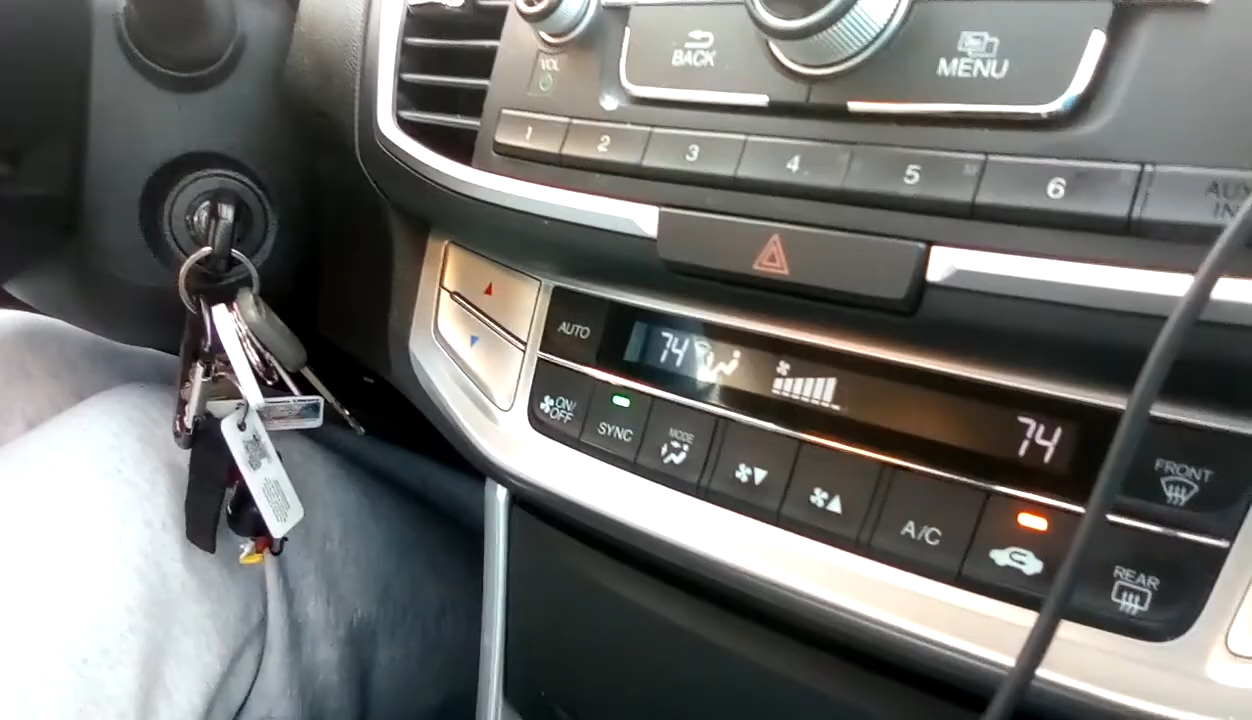 BACK
MENU
VOL
1
2
3
4
5
6
AUX
IN
AUTO
74
74
ON/
OFF
SYNC
MODE
A/C
FRONT
REAR